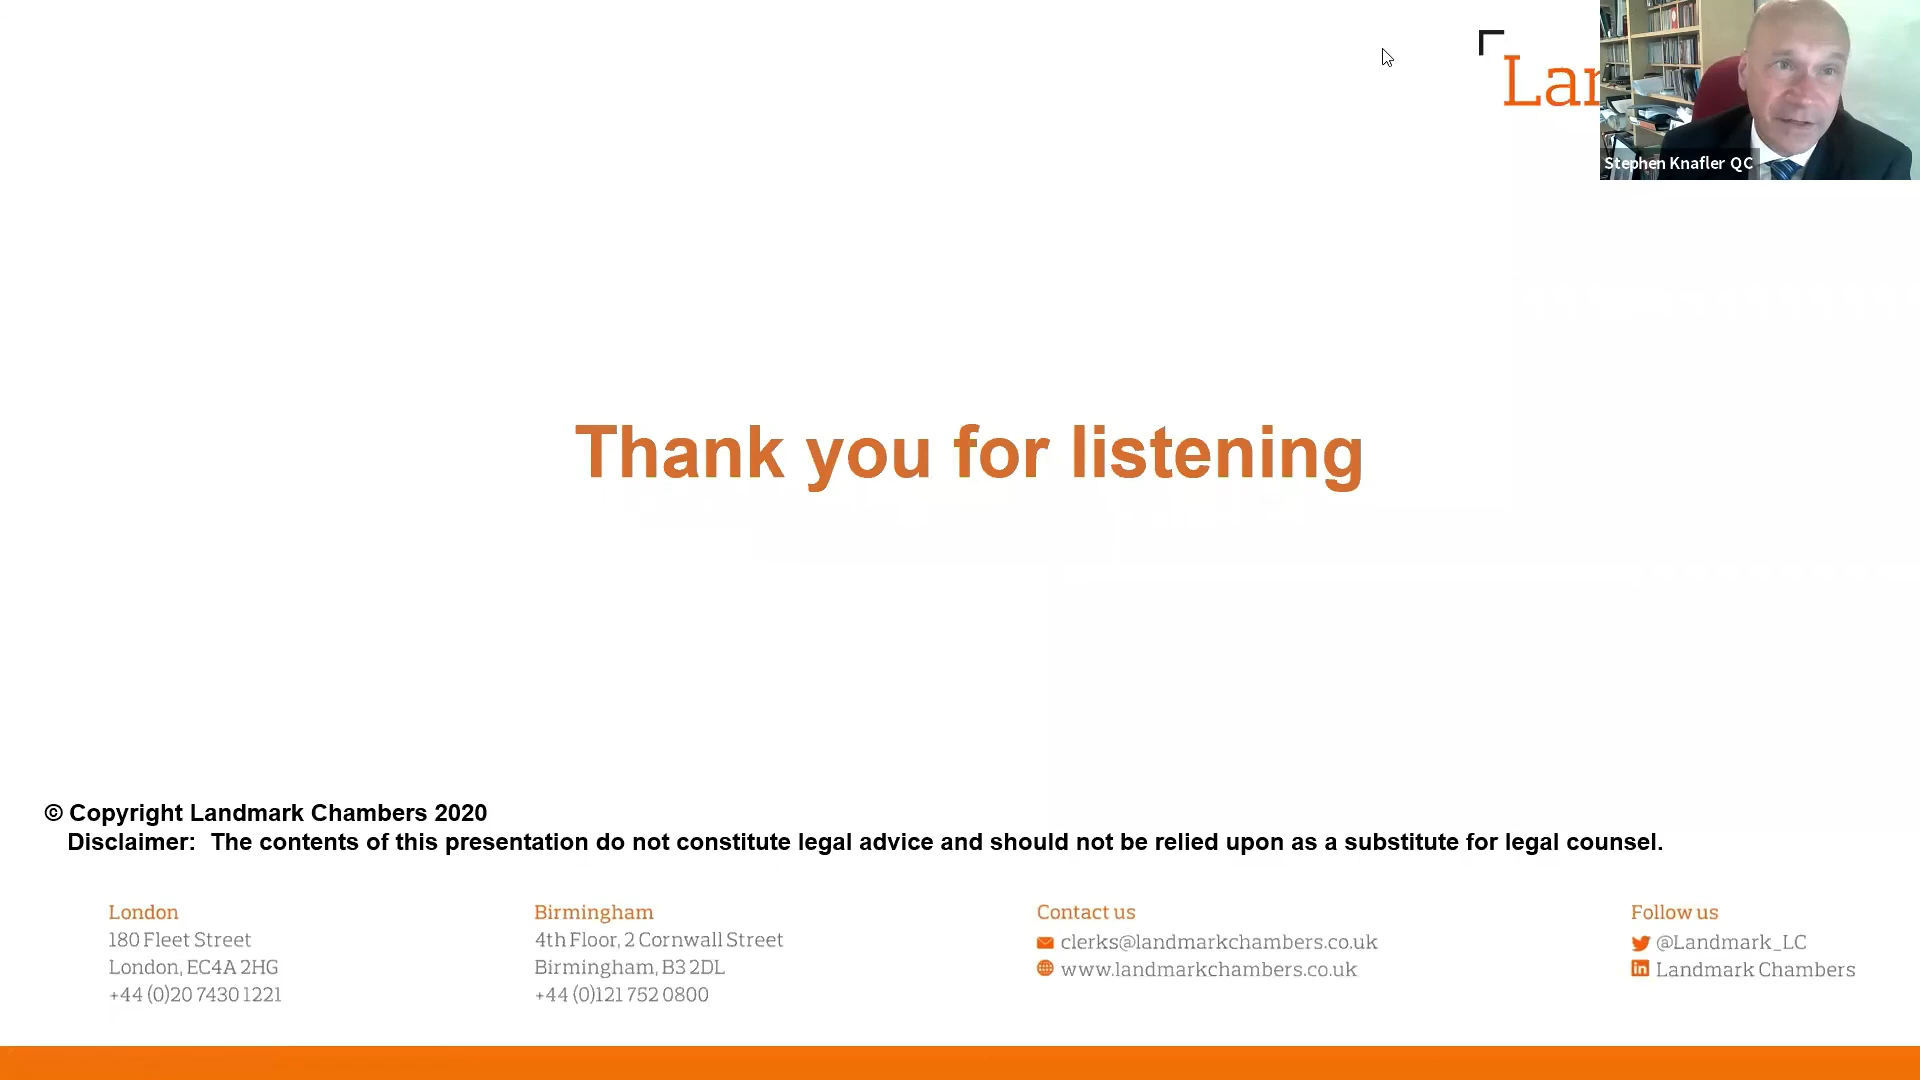 Lan
Stephen Knafler QC
Thank you for listening
© Copyright Landmark Chambers 2020
Disclaimer: The contents of this presentation do not constitute legal advice and should not be relied upon as a substitute for legal counsel.
London
180 Fleet Street
London, EC4A 2HG
+44 (0)20 7430 1221
Birmingham
4th Floor, 2 Cornwall Street
Birmingham, B3 2DL
+44 (0)121 752 0800
Contact us
clerks@landmarkchambers.co.uk
www.landmarkchambers.co.uk
Follow us
@Landmark_LC
in Landmark Chambers